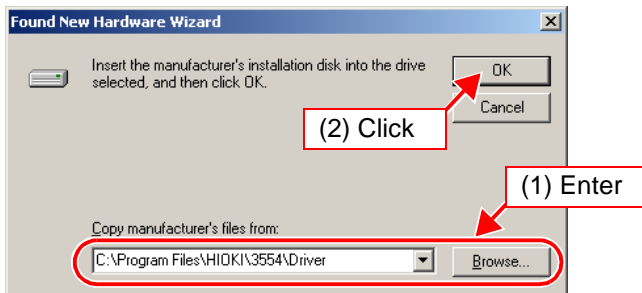 Found New Hardware Wizard
Insert the manufacturer's installation disk into the drive
selected, and then click OK.
OK
Cancel
(2) Click
(1) Enter
Copy manufacturer's files from:
C:\Program Files\HIOKI\3554\Driver
Browse...